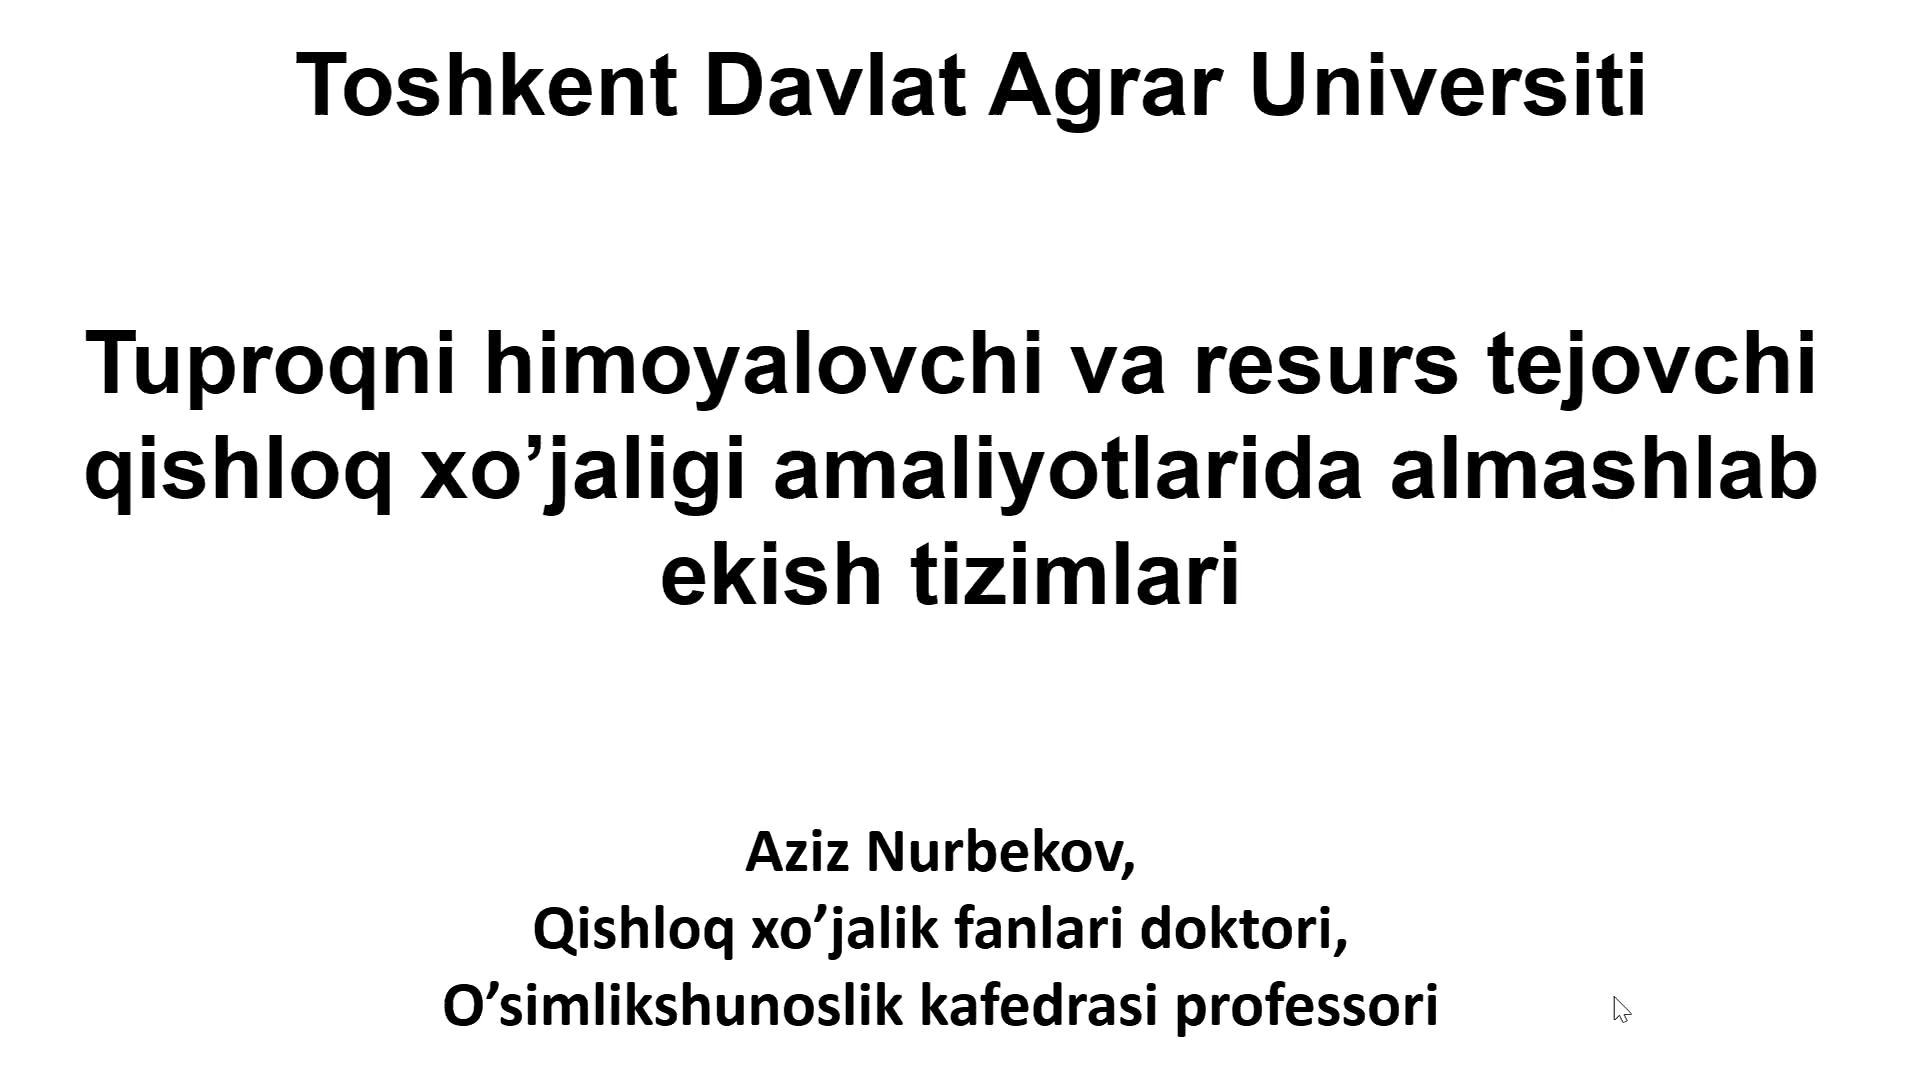 Toshkent Davlat Agrar Universiti
Tuproqni himoyalovchi va resurs tejovchi
qishloq xo’jaligi amaliyotlarida almashlab
ekish tizimlari
Aziz Nurbekov,
Qishloq xo’jalik fanlari doktori,
O’simlikshunoslik kafedrasi professori